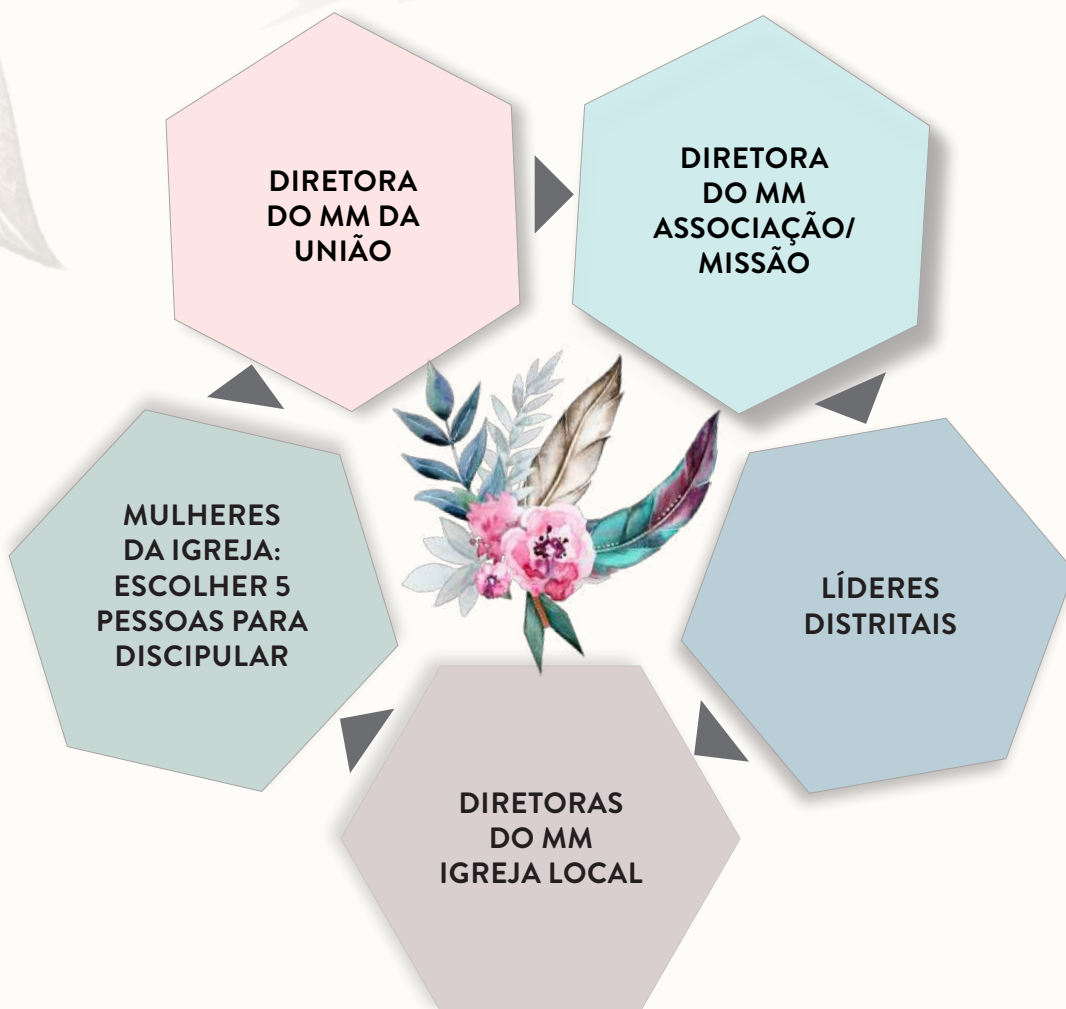 DIRETORA
DO MM DA
UNIÃO
DIRETORA
DO MM
ASSOCIAÇÃO/
MISSÃO
LÍDERES
DISTRITAIS
DIRETORAS
DO MM
IGREJA LOCAL
MULHERES
DA IGREJA:
ESCOLHER 5
PESSOAS PARA
DISCIPULAR